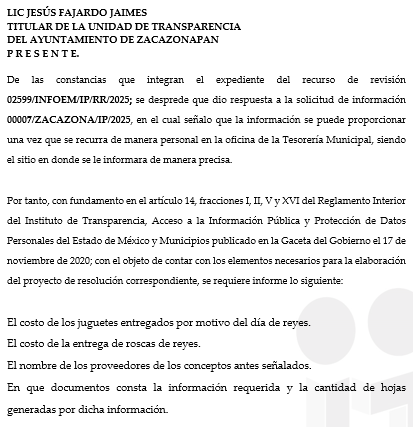 LIC JESÚS FAJARDO JAIMES
TITULAR DE LA UNIDAD DE TRANSPARENCIA
DEL AYUNTAMIENTO DE ZACAZONAPAN
P R E S E N T E.
De las constancias que integran el expediente del recurso de revisión
02599/INFOEM/IP/RR/2025; se desprende que dio respuesta a la solicitud de información
00007/ZACAZONA/IP/2025, en el cual señalo que la información se puede proporcionar
una vez que se recurra de manera personal en la oficina de la Tesorería Municipal, siendo
el sitio en donde se le informara de manera precisa.
Por tanto, con fundamento en el artículo 14, fracciones I, II, V y XVI del Reglamento Interior
del Instituto de Transparencia, Acceso a la Información Pública y Protección de Datos
Personales del Estado de México y Municipios publicado en la Gaceta del Gobierno el 17 de
noviembre de 2020; con el objeto de contar con los elementos necesarios para la elaboración
del proyecto de resolución correspondiente, se requiere informe lo siguiente:
El costo de los juguetes entregados por motivo del día de reyes.
El costo de la entrega de roscas de reyes.
El nombre de los proveedores de los conceptos antes señalados.
En que documentos consta la información requerida y la cantidad de hojas
generadas por dicha información.